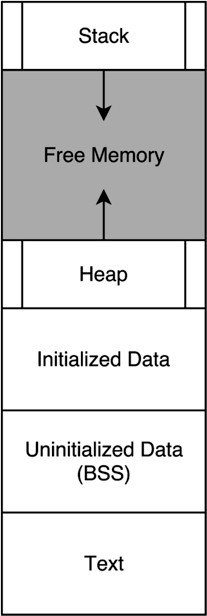 Stack
Free Memory
Heap
Initialized Data
Uninitialized Data
(BSS)
Text